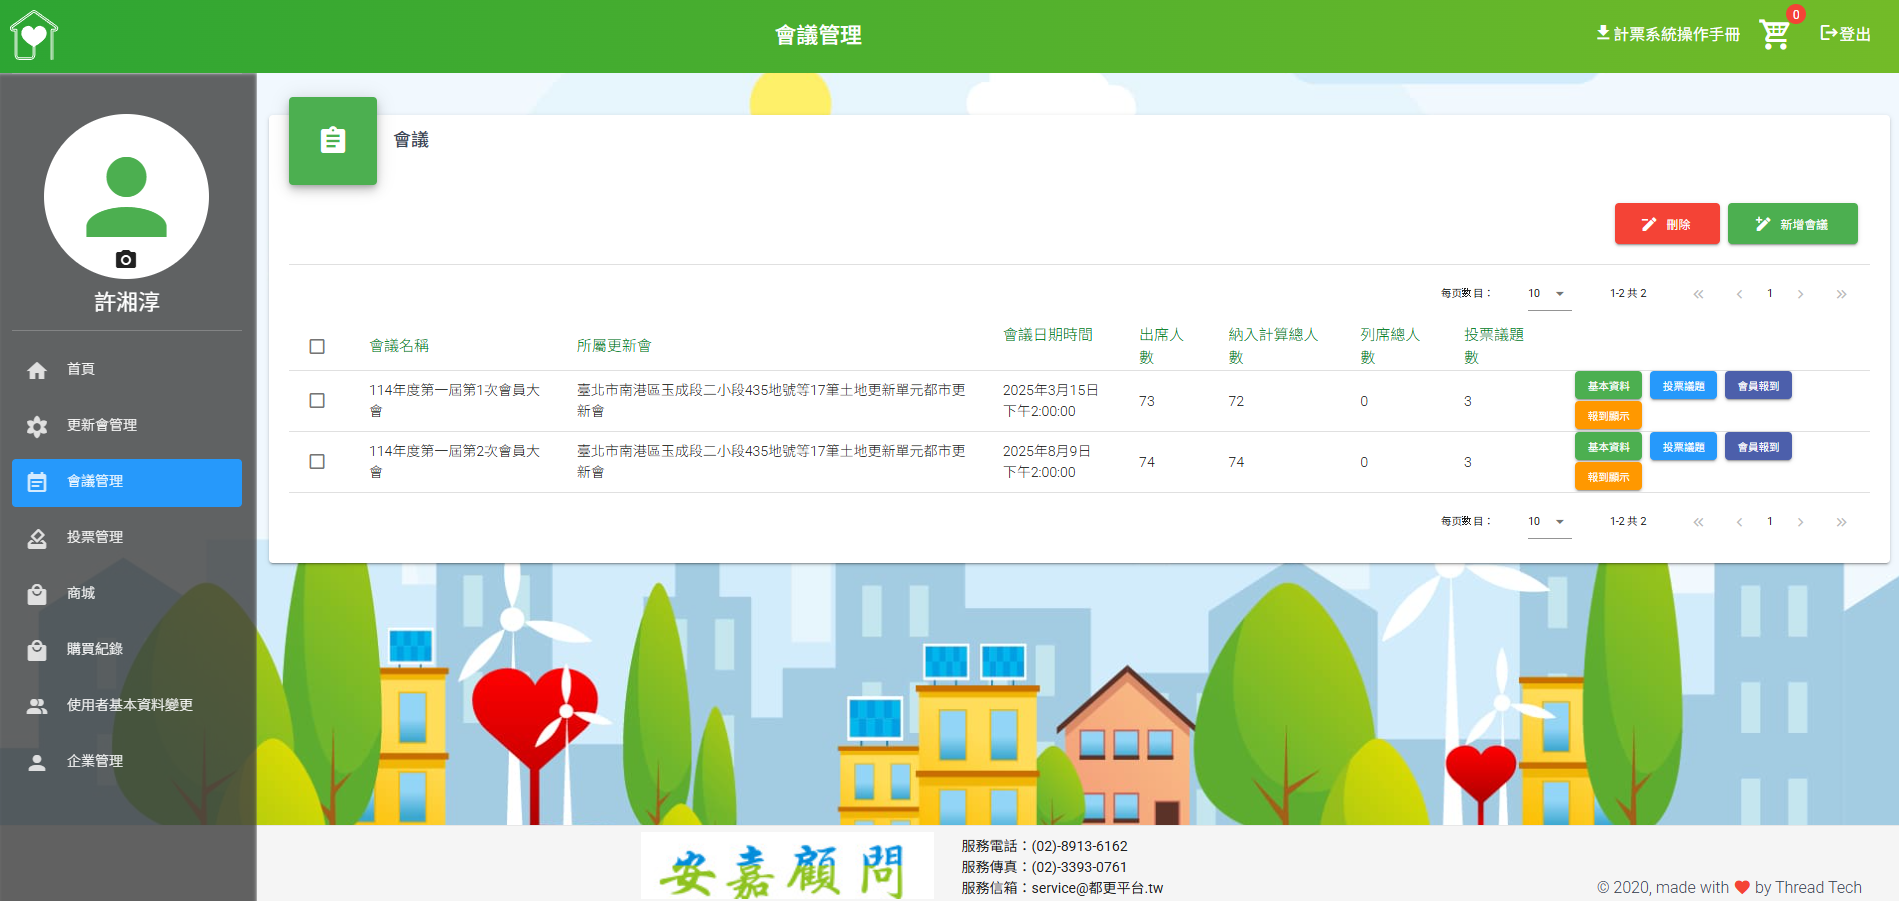 會議管理
計票系統操作手冊
0
登出
許湘淳
首頁
更新會管理
會議管理
投票管理
商城
購買紀錄
使用者基本資料變更
企業管理
會議
刪除
新增會議
每页數目：
10
1-2 共 2
1
會議名稱
所屬更新會
會議日期時間
出席人
數
納入計算總人
數
列席總人
數
投票議題
數
114年度第一屆第1次會員大
會
臺北市南港區玉成段二小段435地號等17筆土地更新單元都市更
新會
2025年3月15日
下午2:00:00
73
72
0
3
基本資料
投票議題
會員報到
報到顯示
114年度第一屆第2次會員大
會
臺北市南港區玉成段二小段435地號等17筆土地更新單元都市更
新會
2025年8月9日
下午2:00:00
74
74
0
3
基本資料
投票議題
會員報到
報到顯示
每页數目：
10
1-2 共 2
1
安嘉顧問
服務電話：(02)-8913-6162
服務傳真：(02)-3393-0761
服務信箱：service@都更平台.tw
© 2020, made with ❤ by Thread Tech